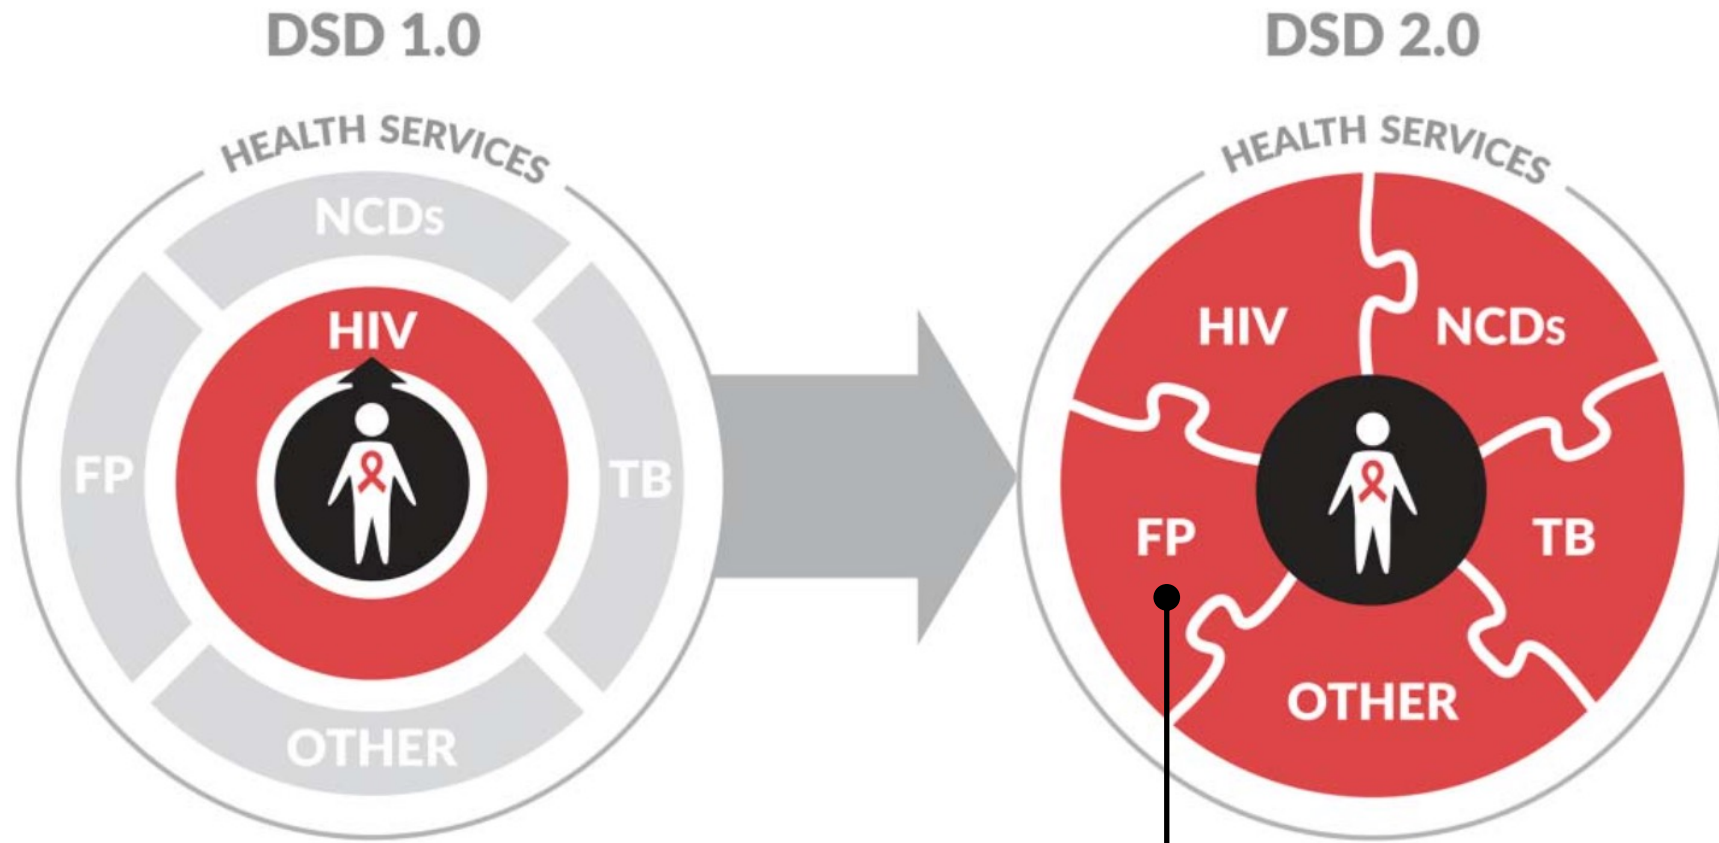 DSD 1.0
HEALTH SERVICES
NCDs
HIV
FP
TB
OTHER
DSD 2.0
HEALTH SERVICES
HIV
NCDs
FP
TB
OTHER